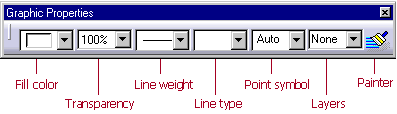 Graphic Properties
100% Auto None
Fill color Line weight Point symbol Painter
Transparency Line type Layers